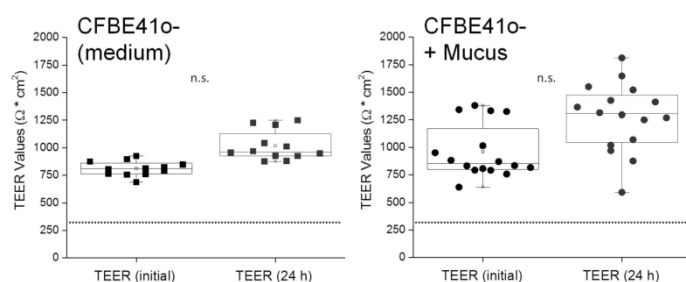 CFBE41o-
(medium)
n.s.
TEER Values (Ω * cm²)
2000
1750
1500
1250
1000
750
500
250
0
TEER (initial)
TEER (24 h)
CFBE41o-
+ Mucus
n.s.
TEER Values (Ω * cm²)
2000
1750
1500
1250
1000
750
500
250
0
TEER (initial)
TEER (24 h)